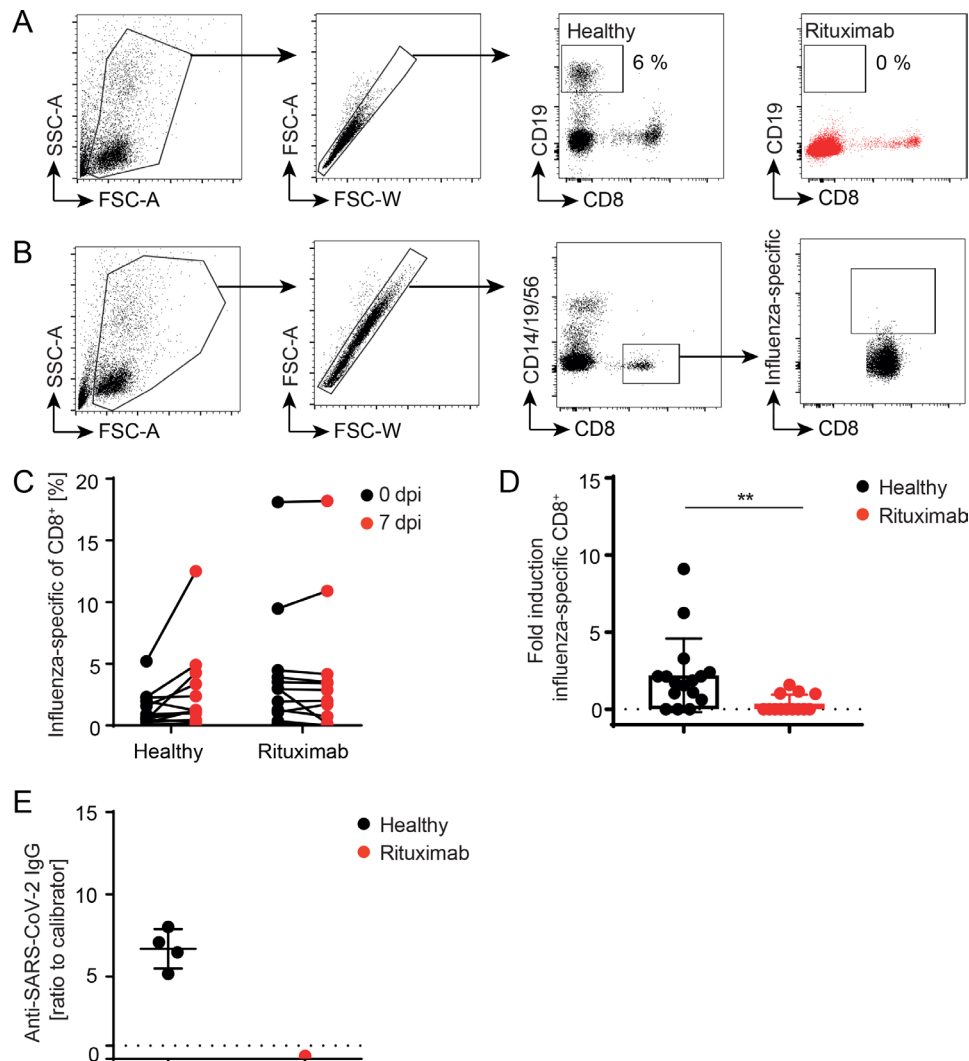 A
SSC-A
FSC-A
FSC-A
FSC-W
Healthy
6 %
CD19
CD8
Rituximab
0 %
CD19
CD8
B
SSC-A
FSC-A
FSC-A
FSC-W
CD14/19/56
CD8
Influenza-specific
CD8
C
Influenza-specific of CD8⁺ [%]
20
15
10
5
0
0 dpi
7 dpi
Healthy
Rituximab
D
Fold induction
influenza-specific CD8⁺
15
10
5
0
**
Healthy
Rituximab
E
Anti-SARS-CoV-2 IgG
[ratio to calibrator]
15
10
5
0
Healthy
Rituximab